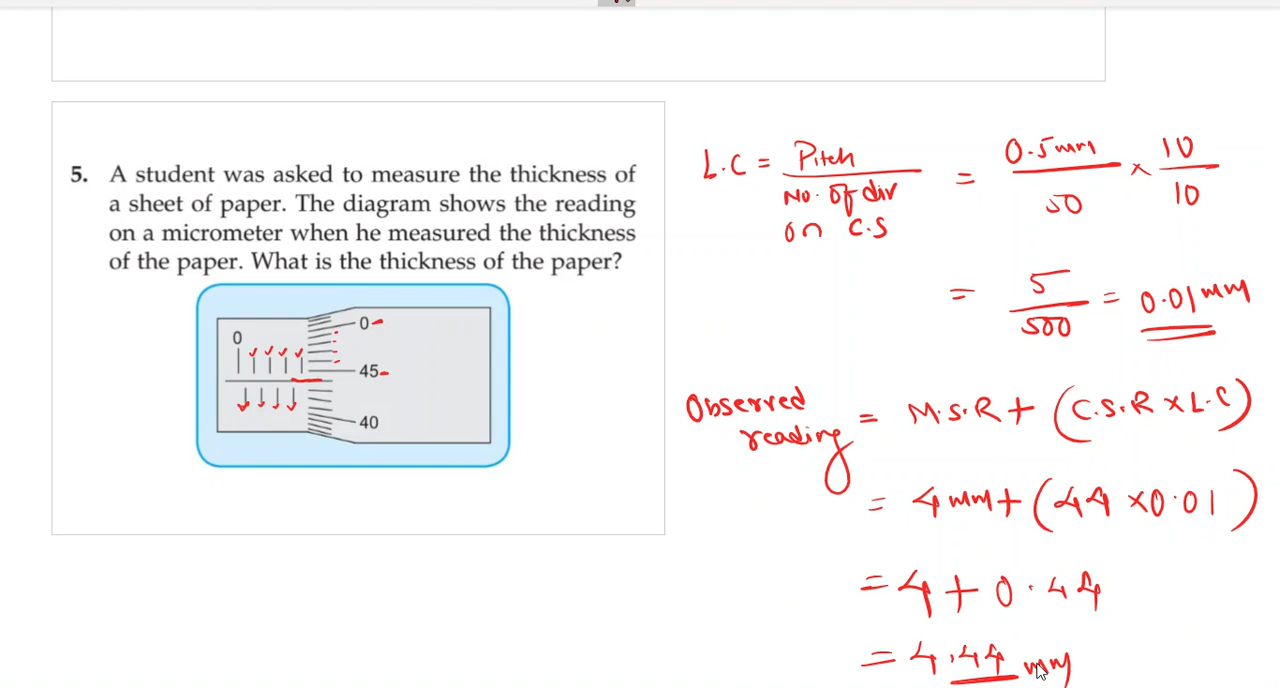 5. A student was asked to measure the thickness of
a sheet of paper. The diagram shows the reading
on a micrometer when he measured the thickness
of the paper. What is the thickness of the paper?
0
0
45
40
L.C = Pitch / No. of div on C.S = 0.5mm / 50 × 10 / 10
= 5 / 500 = 0.01mm
Observed reading = M.S.R + (C.S.R × L.C)
= 4mm + (44 × 0.01)
= 4 + 0.44
= 4.44 mm